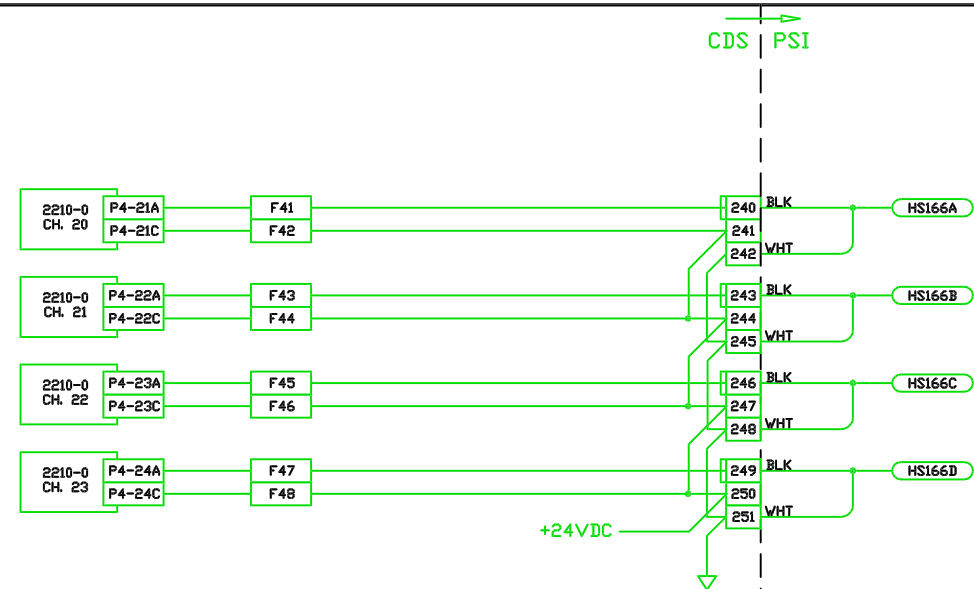 CDS PSI
2210-0
CH. 20
P4-21A
P4-21C
F41
F42
240
241
242
BLK
WHT
HS166A
2210-0
CH. 21
P4-22A
P4-22C
F43
F44
243
244
245
BLK
WHT
HS166B
2210-0
CH. 22
P4-23A
P4-23C
F45
F46
246
247
248
BLK
WHT
HS166C
2210-0
CH. 23
P4-24A
P4-24C
F47
F48
249
250
251
BLK
WHT
HS166D
+24VDC